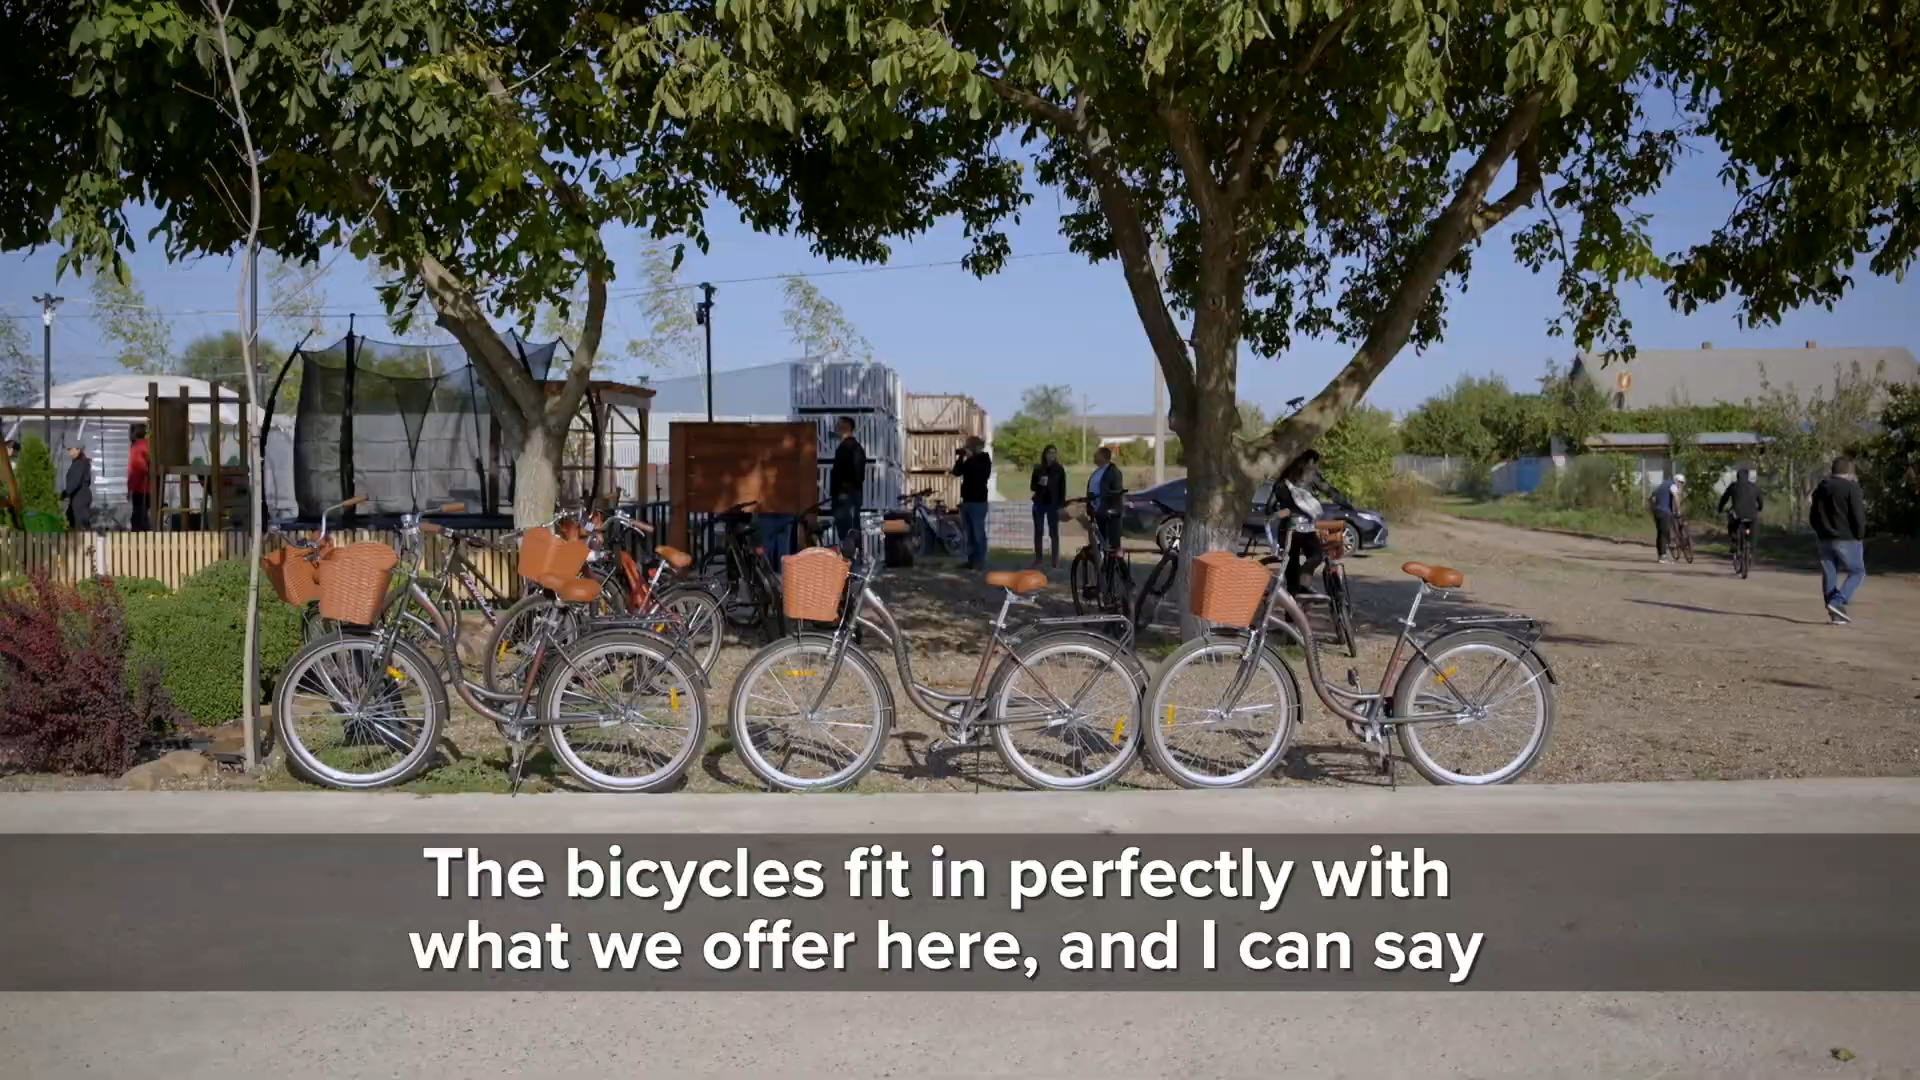 The bicycles fit in perfectly with
what we offer here, and I can say